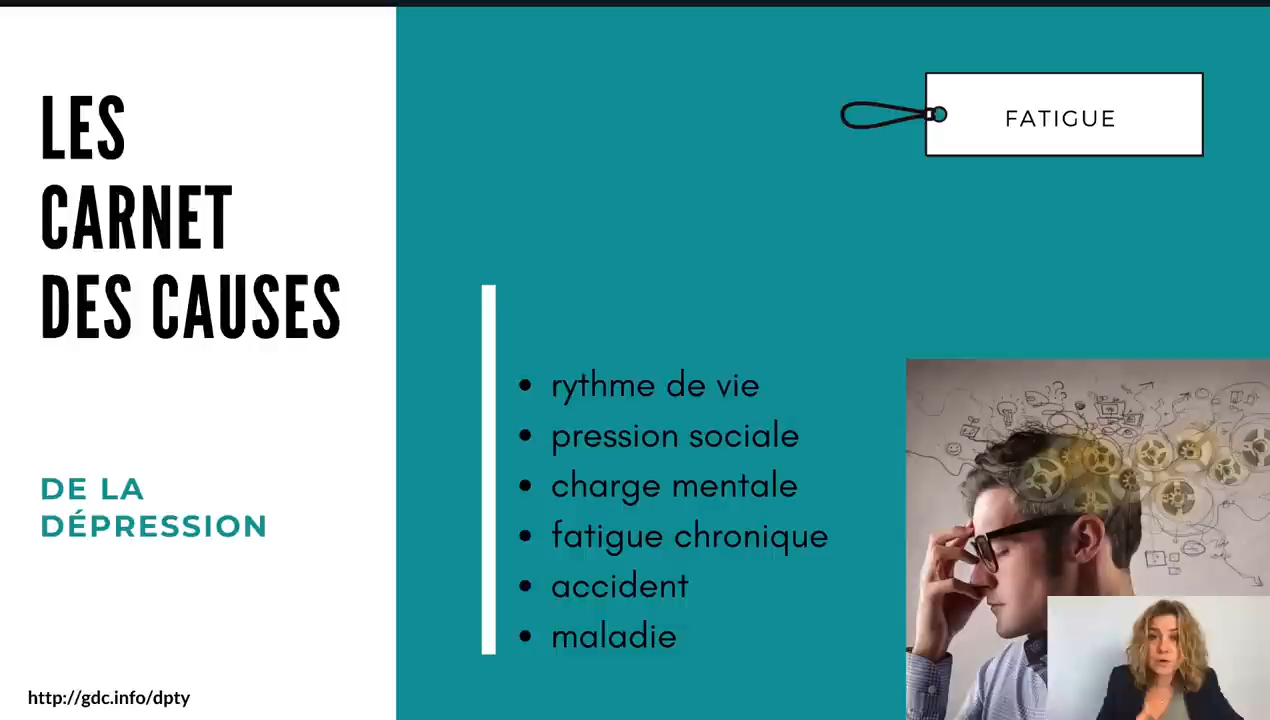 LES
CARNET
DES CAUSES
DE LA
DÉPRESSION
http://gdc.info/dpty
FATIGUE
• rythme de vie
• pression sociale
• charge mentale
• fatigue chronique
• accident
• maladie